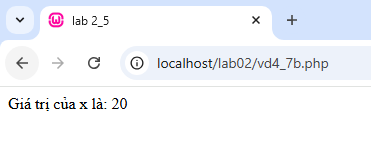 lab 2_5
localhost/lab02/vd4_7b.php
Giá trị của x là: 20